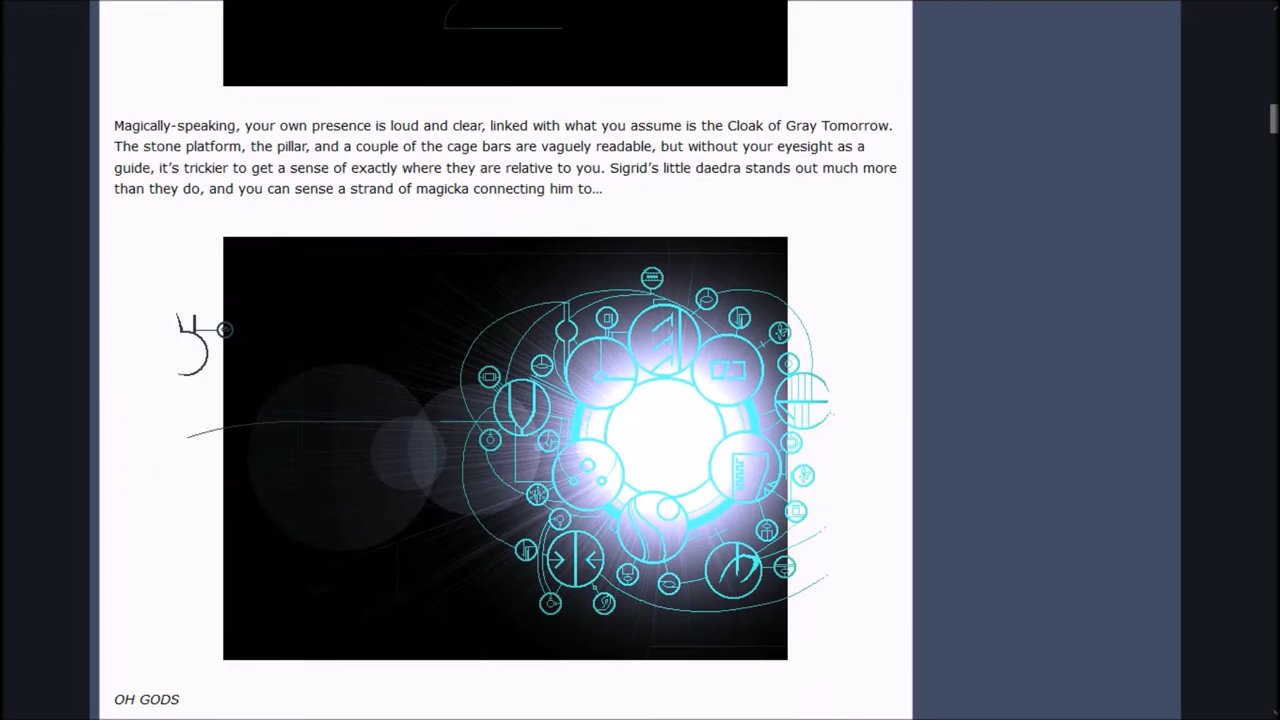 Magically-speaking, your own presence is loud and clear, linked with what you assume is the Cloak of Gray Tomorrow.
The stone platform, the pillar, and a couple of the cage bars are vaguely readable, but without your eyesight as a
guide, it’s trickier to get a sense of exactly where they are relative to you. Sigrid’s little daedra stands out much more
than they do, and you can sense a strand of magicka connecting him to…
OH GODS